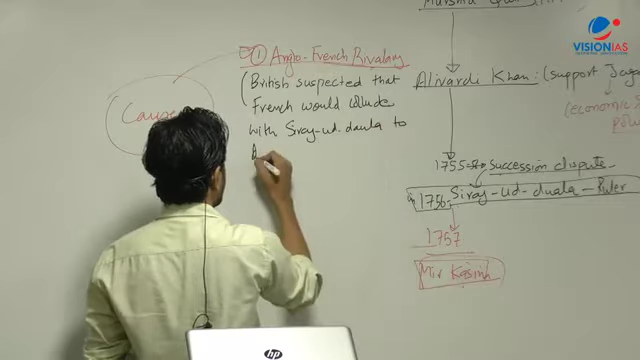 VISIONIAS
① Anglo-French Rivalry
British suspected that
French would collude
with Siraj-ud-daula to
Cause
Alivardi Khan: (support
(economic
1755 succession dispute
1756 Siraj-ud-daula - Ruler
1757
Mir Kasim
hp